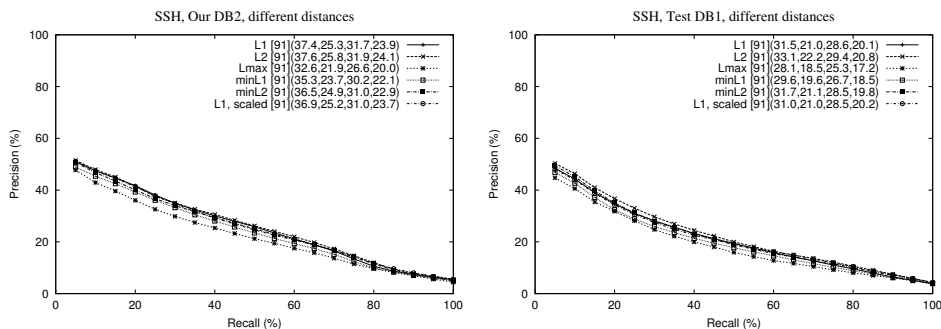 SSH, Our DB2, different distances
100
80
60
40
20
0
Precision (%)
L1 [91](37.4,25.3,31.7,23.9)
L2 [91](37.6,25.8,31.9,24.1)
Lmax [91](32.6,21.9,26.6,20.0)
minL1 [91](35.3,23.7,30.2,22.1)
minL2 [91](36.5,24.9,31.0,22.9)
L1, scaled [91](36.9,25.2,31.0,23.7)
0 20 40 60 80 100
Recall (%)
SSH, Test DB1, different distances
100
80
60
40
20
0
Precision (%)
L1 [91](31.5,21.0,28.6,20.1)
L2 [91](33.1,22.2,29.4,20.8)
Lmax [91](28.1,18.5,25.3,17.2)
minL1 [91](29.6,19.6,26.7,18.5)
minL2 [91](31.7,21.1,28.5,19.8)
L1, scaled [91](31.0,21.0,28.5,20.2)
0 20 40 60 80 100
Recall (%)